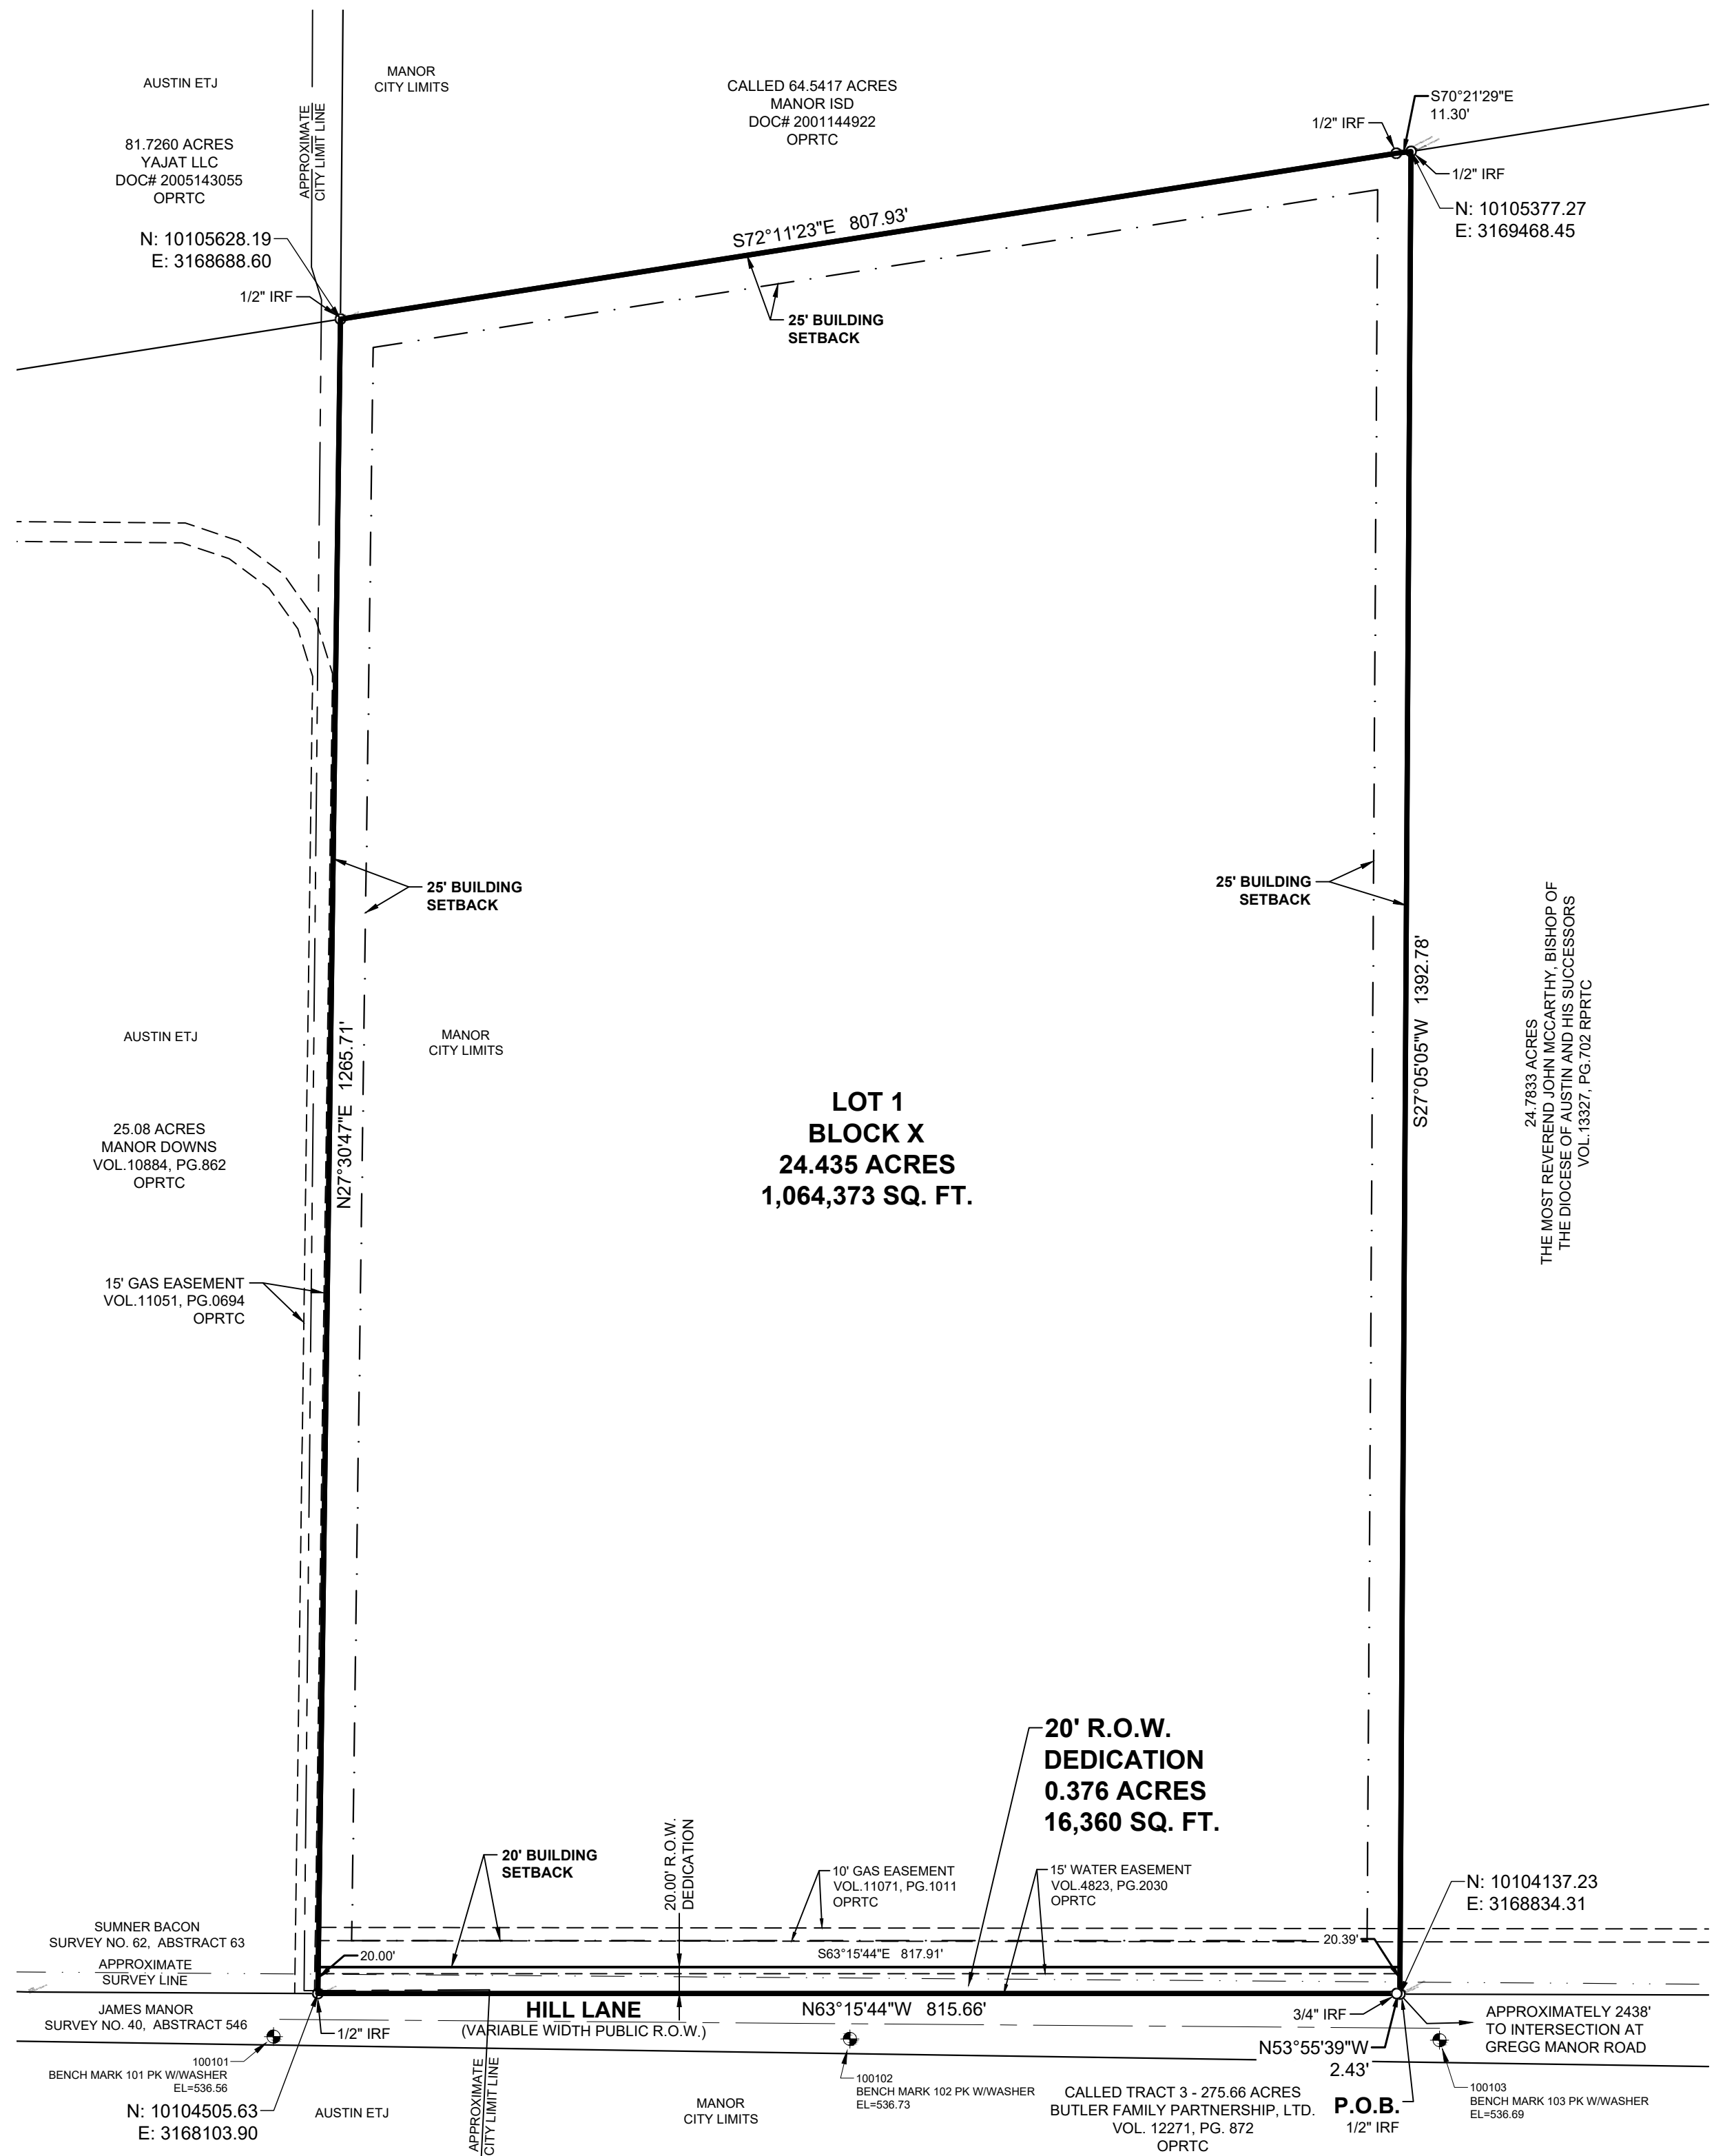 AUSTIN ETJ
MANOR
CITY LIMITS
CALLED 64.5417 ACRES
MANOR ISD
DOC# 2001144922
OPRTC
S70°21'29"E
11.30'
1/2" IRF
1/2" IRF
N: 10105377.27
E: 3169468.45
APPROXIMATE
CITY LIMIT LINE
81.7260 ACRES
YAJAT LLC
DOC# 2005143055
OPRTC
N: 10105628.19
E: 3168688.60
1/2" IRF
S72°11'23"E 807.93'
25' BUILDING
SETBACK
25' BUILDING
SETBACK
25' BUILDING
SETBACK
AUSTIN ETJ
MANOR
CITY LIMITS
N27°30'47"E 1265.71'
S27°05'05"W 1392.78'
24.7833 ACRES
THE MOST REVEREND JOHN MCCARTHY, BISHOP OF
THE DIOCESE OF AUSTIN AND HIS SUCCESSORS
VOL.13327, PG.702 RPRTC
25.08 ACRES
MANOR DOWNS
VOL.10884, PG.862
OPRTC
LOT 1
BLOCK X
24.435 ACRES
1,064,373 SQ. FT.
15' GAS EASEMENT
VOL.11051, PG.0694
OPRTC
20' R.O.W.
DEDICATION
0.376 ACRES
16,360 SQ. FT.
20' BUILDING
SETBACK
20.00' R.O.W.
DEDICATION
10' GAS EASEMENT
VOL.11071, PG.1011
OPRTC
15' WATER EASEMENT
VOL.4823, PG.2030
OPRTC
N: 10104137.23
E: 3168834.31
SUMNER BACON
SURVEY NO. 62, ABSTRACT 63
APPROXIMATE
SURVEY LINE
JAMES MANOR
SURVEY NO. 40, ABSTRACT 546
20.00'
S63°15'44"E 817.91'
20.39'
HILL LANE
(VARIABLE WIDTH PUBLIC R.O.W.)
N63°15'44"W 815.66'
3/4" IRF
1/2" IRF
N53°55'39"W
2.43'
APPROXIMATELY 2438'
TO INTERSECTION AT
GREGG MANOR ROAD
100101
BENCH MARK 101 PK W/WASHER
EL=536.56
100102
BENCH MARK 102 PK W/WASHER
EL=536.73
100103
BENCH MARK 103 PK W/WASHER
EL=536.69
N: 10104505.63
E: 3168103.90
AUSTIN ETJ
APPROXIMATE
CITY LIMIT LINE
MANOR
CITY LIMITS
CALLED TRACT 3 - 275.66 ACRES
BUTLER FAMILY PARTNERSHIP, LTD.
VOL. 12271, PG. 872
OPRTC
P.O.B.
1/2" IRF